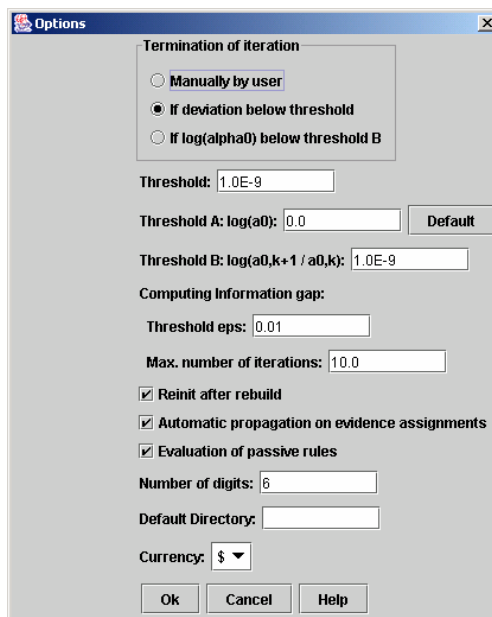 Options
Termination of iteration
Manually by user
If deviation below threshold
If log(alpha0) below threshold B
Threshold: 1.0E-9
Threshold A: log(a0): 0.0 Default
Threshold B: log(a0,k+1 / a0,k): 1.0E-9
Computing Information gap:
Threshold eps: 0.01
Max. number of iterations: 10.0
Reinit after rebuild
Automatic propagation on evidence assignments
Evaluation of passive rules
Number of digits: 6
Default Directory:
Currency: $
Ok Cancel Help